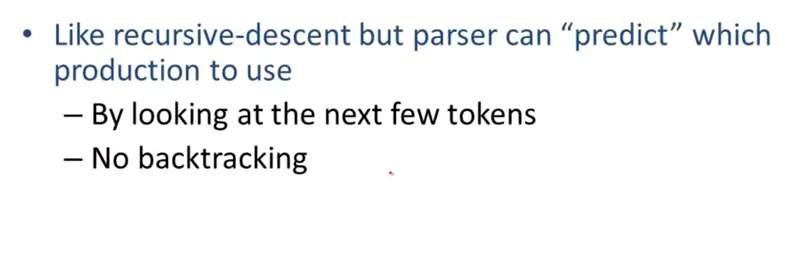 • Like recursive-descent but parser can “predict” which
production to use
– By looking at the next few tokens
– No backtracking